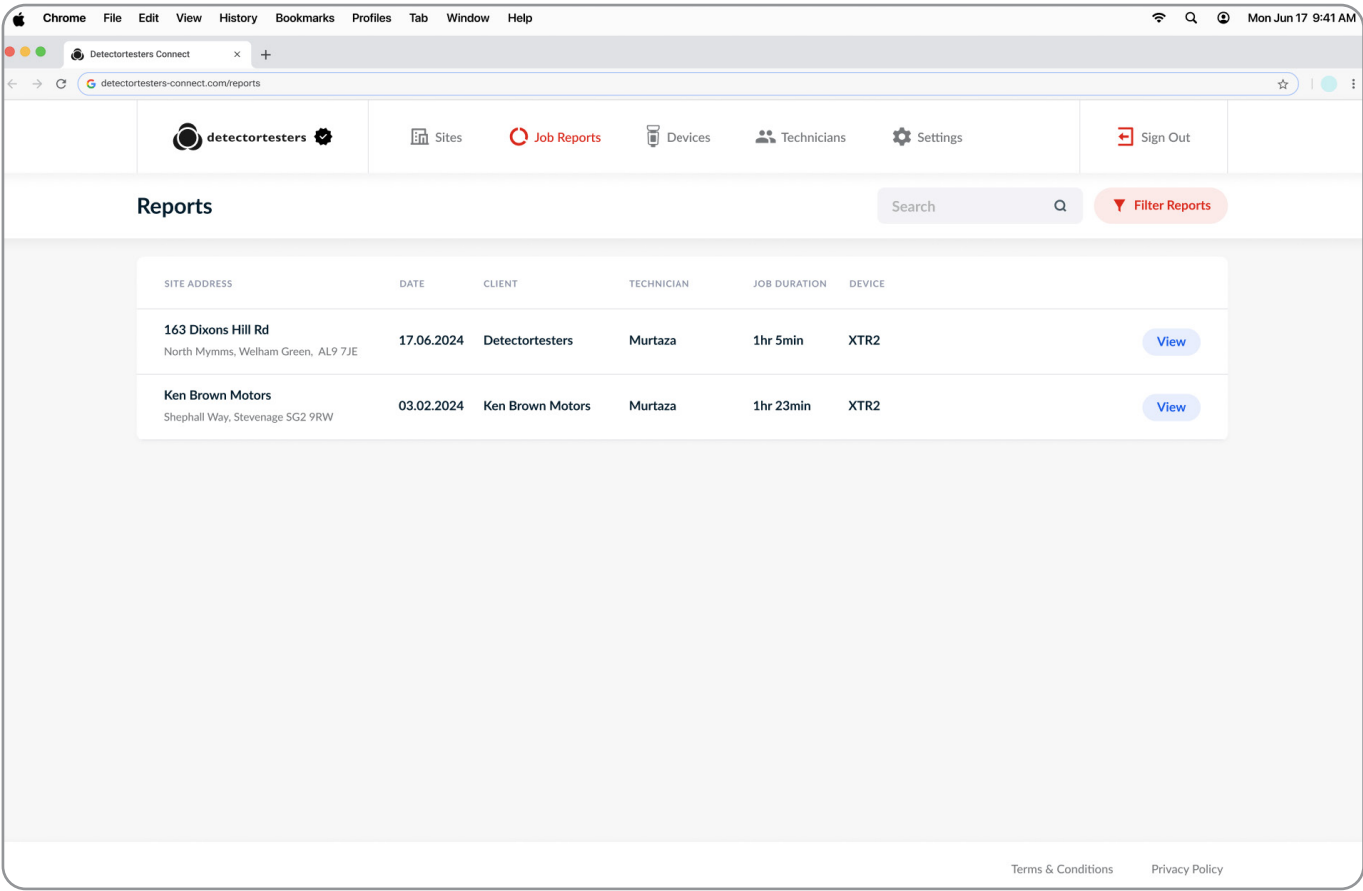 Chrome File Edit View History Bookmarks Profiles Tab Window Help Mon Jun 17 9:41 AM
Detectortesters Connect
detectortesters-connect.com/reports
detectortesters Sites Job Reports Devices Technicians Settings Sign Out
Reports Search Filter Reports
SITE ADDRESS DATE CLIENT TECHNICIAN JOB DURATION DEVICE
163 Dixons Hill Rd
North Mymms, Welham Green, AL9 7JE
17.06.2024 Detectortesters Murtaza 1hr 5min XTR2 View
Ken Brown Motors
Shephall Way, Stevenage SG2 9RW
03.02.2024 Ken Brown Motors Murtaza 1hr 23min XTR2 View
Terms & Conditions Privacy Policy